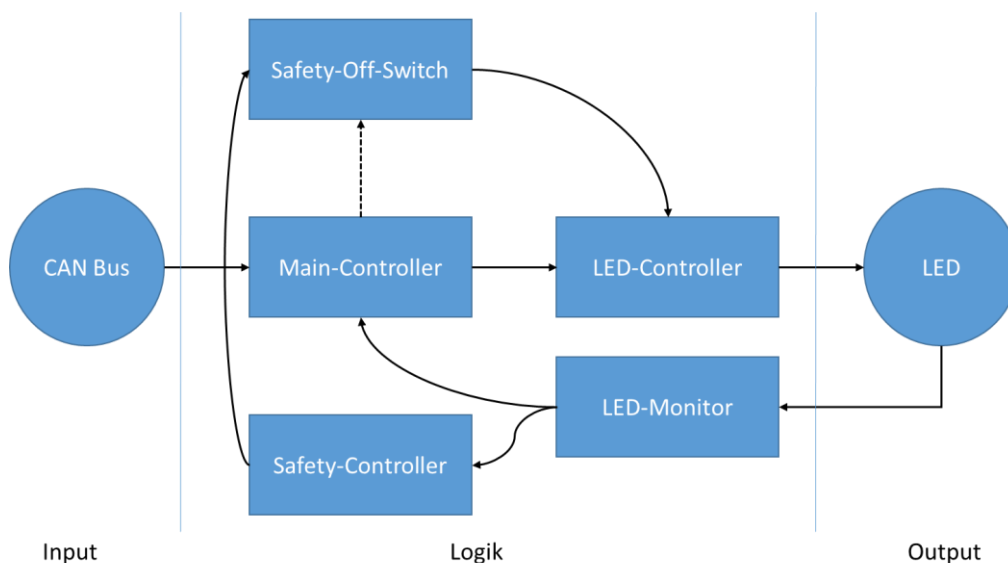 Safety-Off-Switch
CAN Bus
Main-Controller
LED-Controller
LED
LED-Monitor
Safety-Controller
Input
Logik
Output